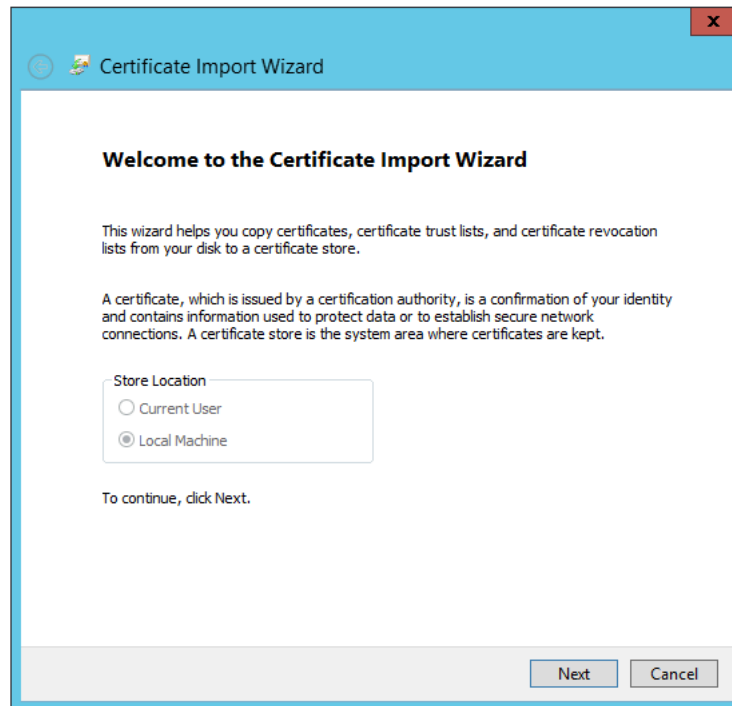 x
Certificate Import Wizard
Welcome to the Certificate Import Wizard
This wizard helps you copy certificates, certificate trust lists, and certificate revocation
lists from your disk to a certificate store.
A certificate, which is issued by a certification authority, is a confirmation of your identity
and contains information used to protect data or to establish secure network
connections. A certificate store is the system area where certificates are kept.
Store Location
Current User
Local Machine
To continue, click Next.
Next Cancel